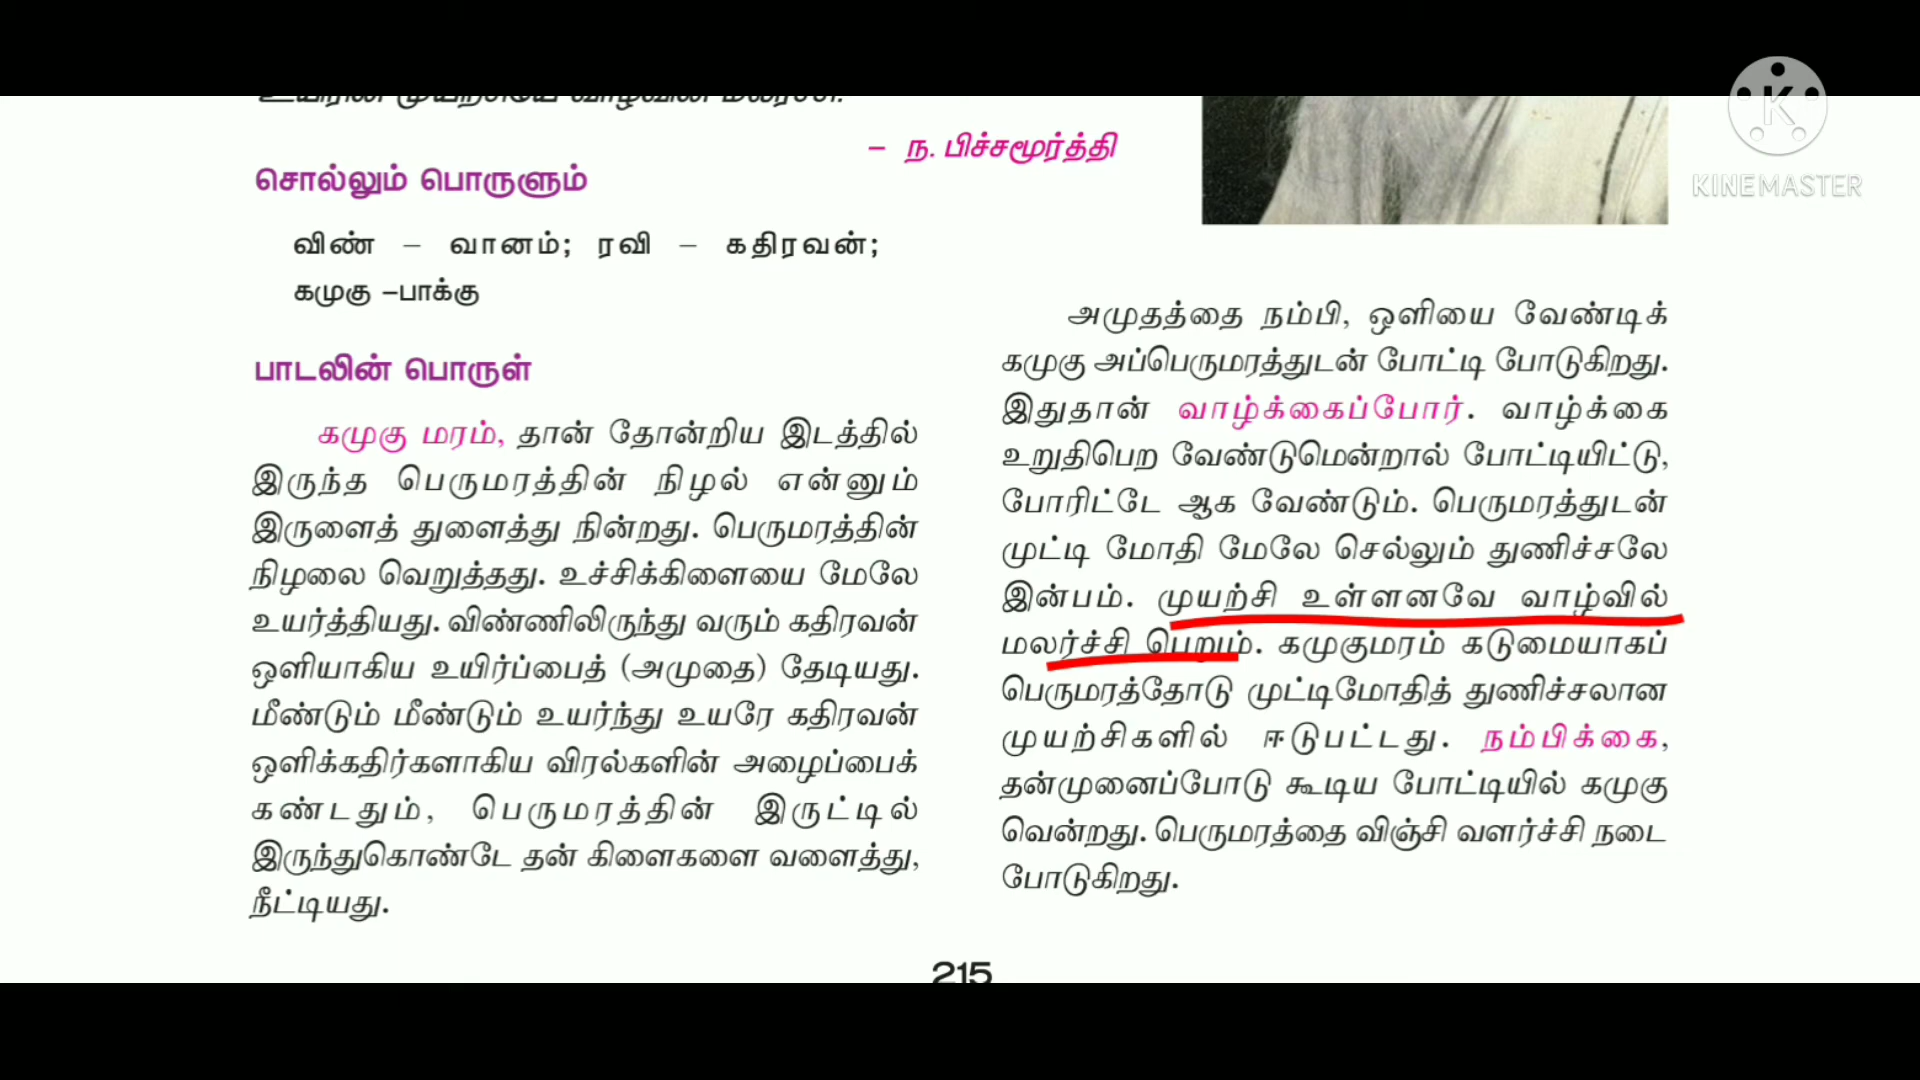 உயிரின் முயற்சியே வாழ்வின் மலர்ச்சி.
– ந. பிச்சமூர்த்தி
சொல்லும் பொருளும்
விண் – வானம்; ரவி – கதிரவன்;
கமுகு –பாக்கு
பாடலின் பொருள்
கமுகு மரம், தான் தோன்றிய இடத்தில்
இருந்த பெருமரத்தின் நிழல் என்னும்
இருளைத் துளைத்து நின்றது. பெருமரத்தின்
நிழலை வெறுத்தது. உச்சிக்கிளையை மேலே
உயர்த்தியது. விண்ணிலிருந்து வரும் கதிரவன்
ஒளியாகிய உயிர்ப்பைத் (அமுதை) தேடியது.
மீண்டும் மீண்டும் உயர்ந்து உயரே கதிரவன்
ஒளிக்கதிர்களாகிய விரல்களின் அழைப்பைக்
கண்டதும், பெருமரத்தின் இருட்டில்
இருந்துகொண்டே தன் கிளைகளை வளைத்து,
நீட்டியது.
அமுதத்தை நம்பி, ஒளியை வேண்டிக்
கமுகு அப்பெருமரத்துடன் போட்டி போடுகிறது.
இதுதான் வாழ்க்கைப்போர். வாழ்க்கை
உறுதிபெற வேண்டுமென்றால் போட்டியிட்டு,
போரிட்டே ஆக வேண்டும். பெருமரத்துடன்
முட்டி மோதி மேலே செல்லும் துணிச்சலே
இன்பம். முயற்சி உள்ளனவே வாழ்வில்
மலர்ச்சி பெறும். கமுகுமரம் கடுமையாகப்
பெருமரத்தோடு முட்டிமோதித் துணிச்சலான
முயற்சிகளில் ஈடுபட்டது. நம்பிக்கை,
தன்முனைப்போடு கூடிய போட்டியில் கமுகு
வென்றது. பெருமரத்தை விஞ்சி வளர்ச்சி நடை
போடுகிறது.
215
K
KINEMASTER